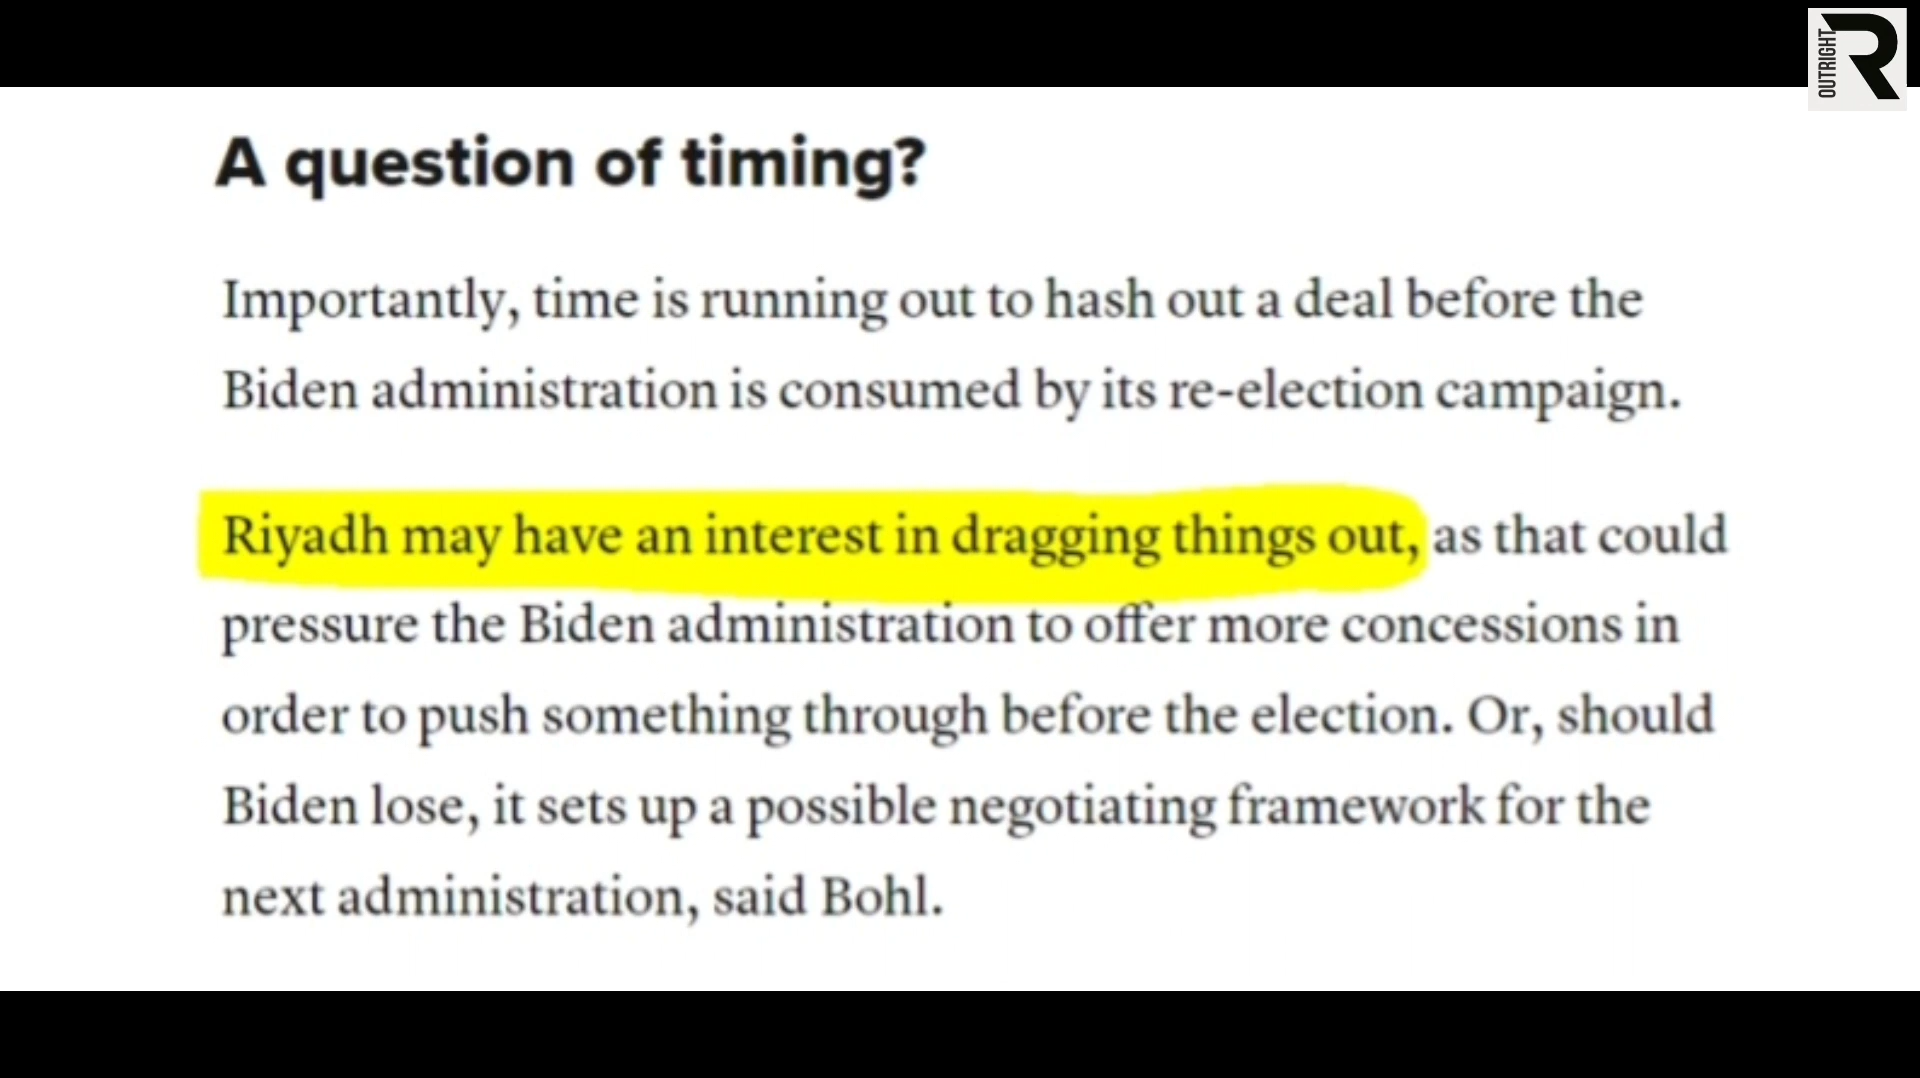 OUTRIGHT
R
A question of timing?
Importantly, time is running out to hash out a deal before the
Biden administration is consumed by its re-election campaign.
Riyadh may have an interest in dragging things out, as that could
pressure the Biden administration to offer more concessions in
order to push something through before the election. Or, should
Biden lose, it sets up a possible negotiating framework for the
next administration, said Bohl.